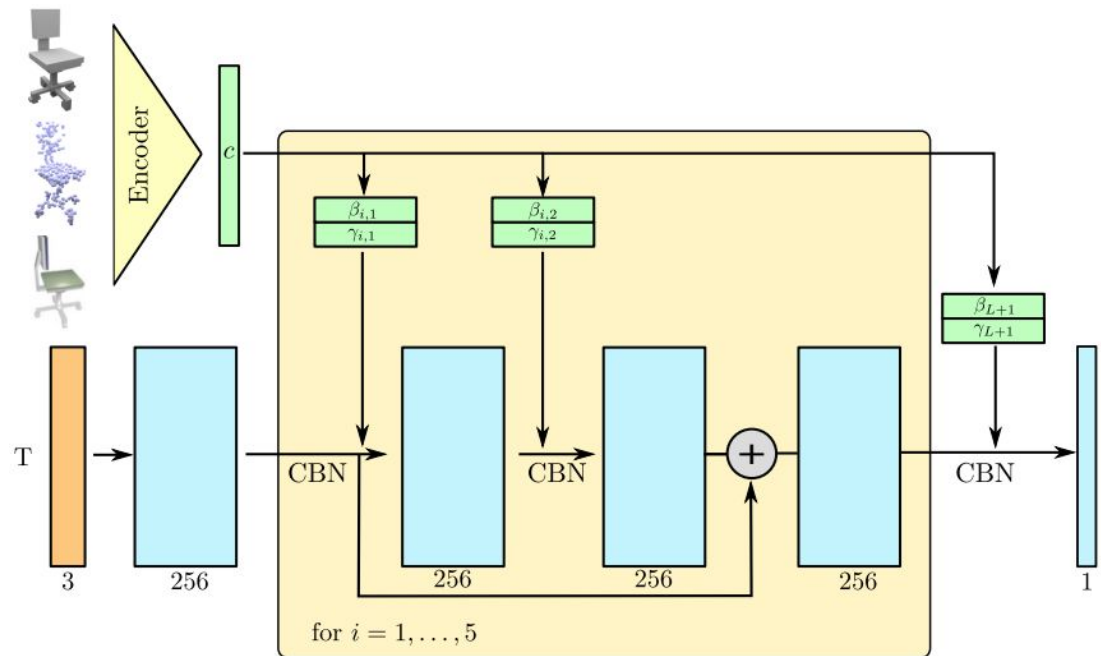 Encoder
c
β_{i,1}
γ_{i,1}
β_{i,2}
γ_{i,2}
β_{L+1}
γ_{L+1}
T
CBN
CBN
CBN
+
3
256
256
256
256
1
for i = 1, . . . , 5